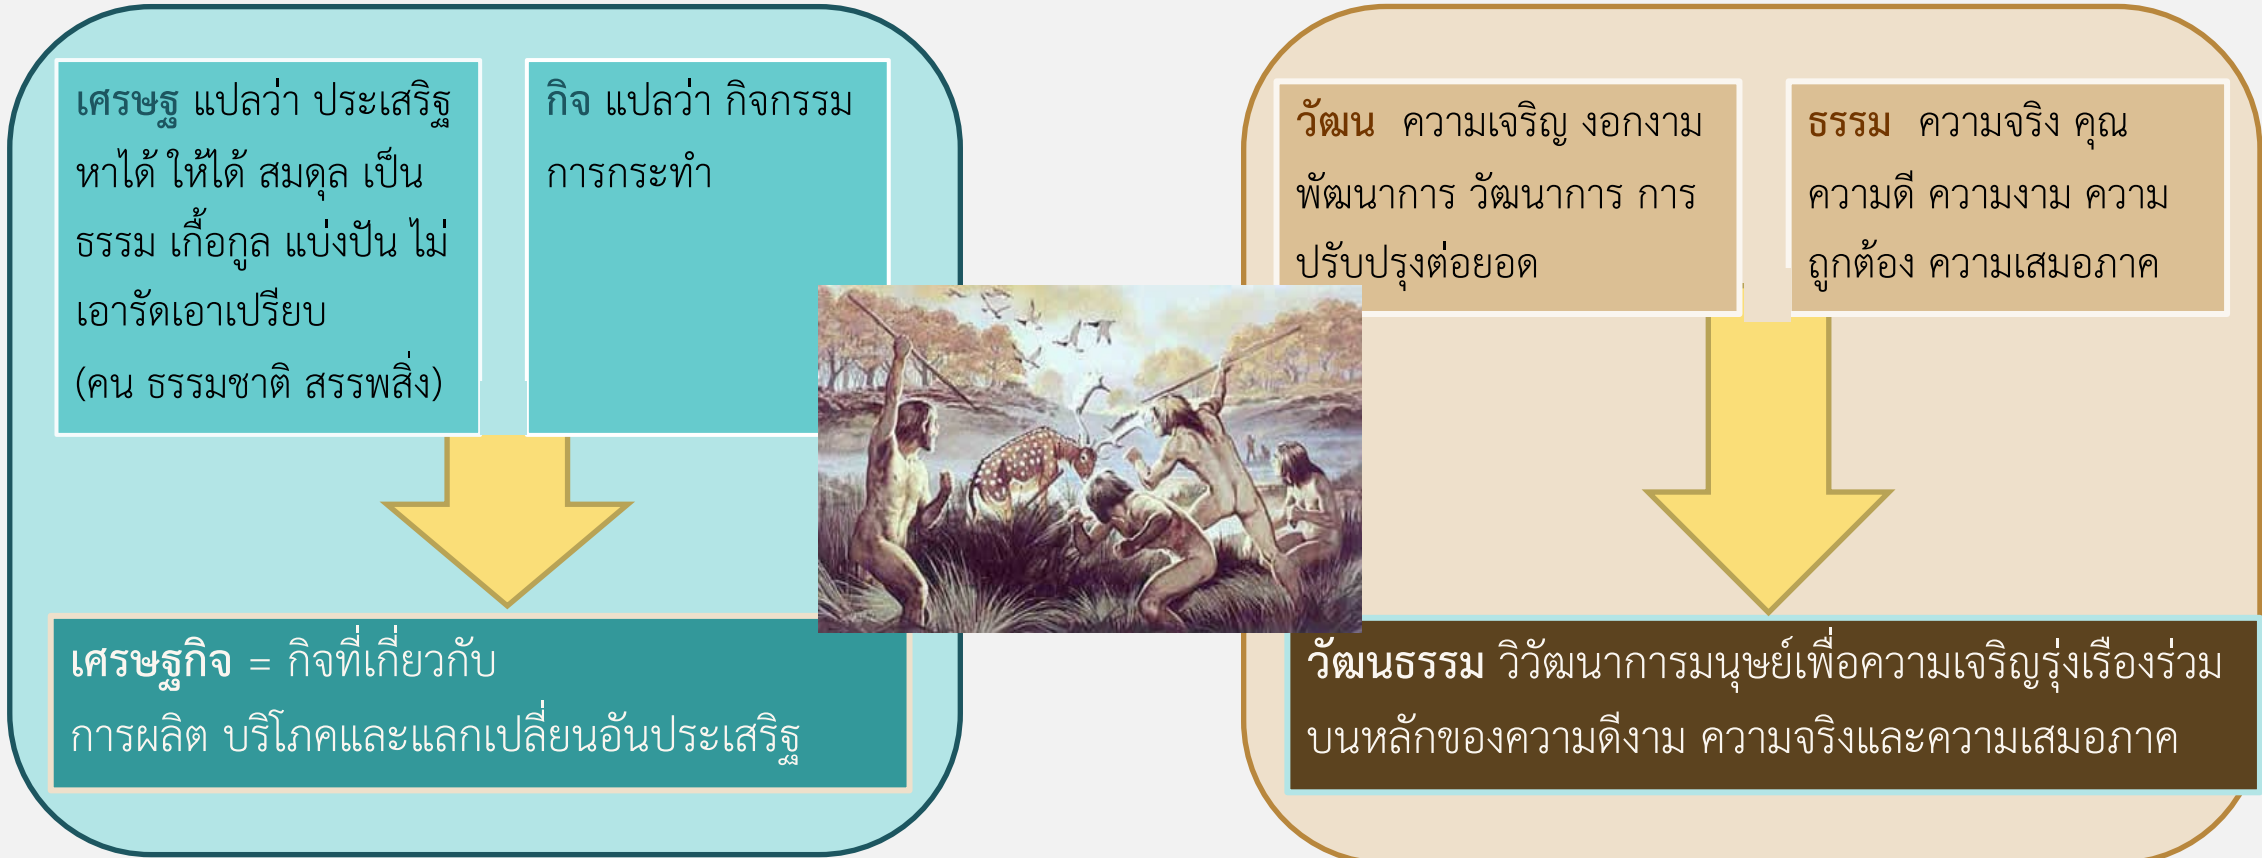 เศรษฐ แปลว่า ประเสริฐ
หาได้ ให้ได้ สมดุล เป็น
ธรรม เกื้อกูล แบ่งปัน ไม่
เอารัดเอาเปรียบ
(คน ธรรมชาติ สรรพสิ่ง)
กิจ แปลว่า กิจกรรม
การกระทำ
เศรษฐกิจ = กิจที่เกี่ยวกับ
การผลิต บริโภคและแลกเปลี่ยนอันประเสริฐ
วัฒน ความเจริญ งอกงาม
พัฒนาการ วัฒนาการ การ
ปรับปรุงต่อยอด
ธรรม ความจริง คุณ
ความดี ความงาม ความ
ถูกต้อง ความเสมอภาค
วัฒนธรรม วิวัฒนาการมนุษย์เพื่อความเจริญรุ่งเรืองร่วม
บนหลักของความดีงาม ความจริงและความเสมอภาค